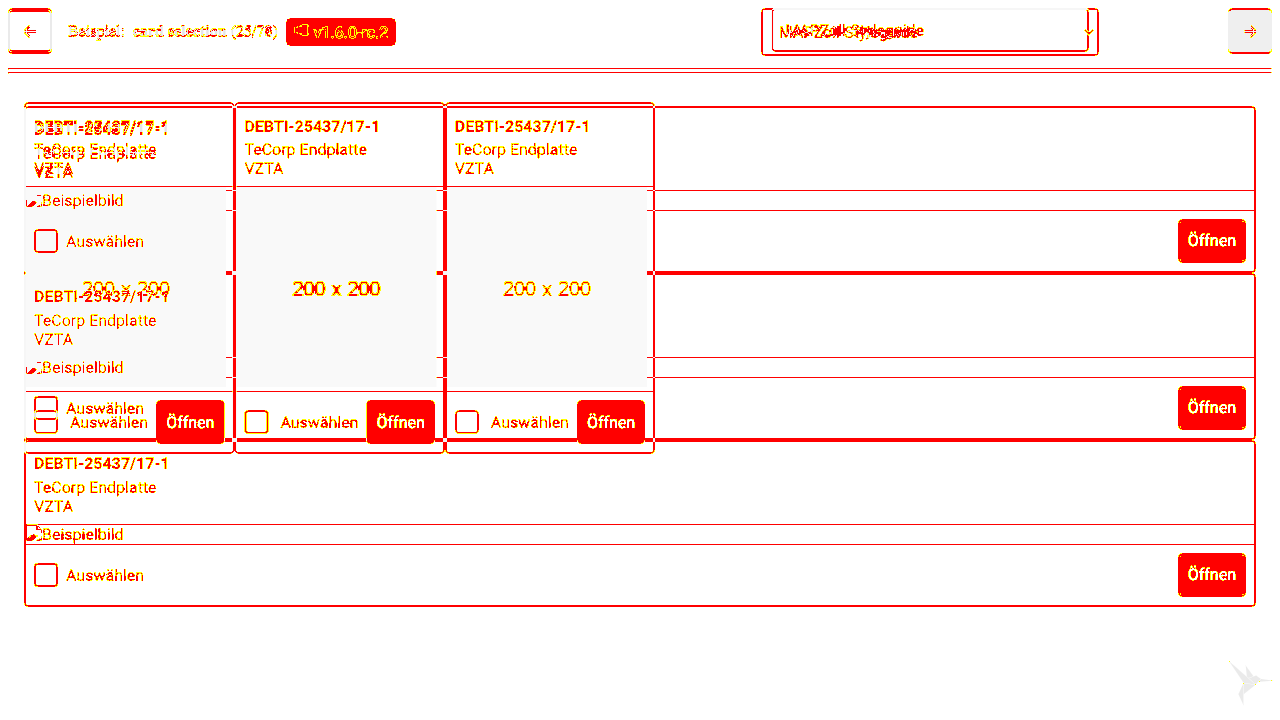 Beispiel: card selection (25/78) v1.6.0-rc.2
DEBTI-25437/17-1
TeCorp Endplatte
VZTA
DEBTI-25437/17-1
TeCorp Endplatte
VZTA
DEBTI-25437/17-1
TeCorp Endplatte
VZTA
Beispielbild
Auswählen
Öffnen
200 x 200
200 x 200
200 x 200
DEBTI-25437/17-1
TeCorp Endplatte
VZTA
Beispielbild
Auswählen
Öffnen
Auswählen
Öffnen
Auswählen
Öffnen
Auswählen
Öffnen
DEBTI-25437/17-1
TeCorp Endplatte
VZTA
Beispielbild
Auswählen
Öffnen